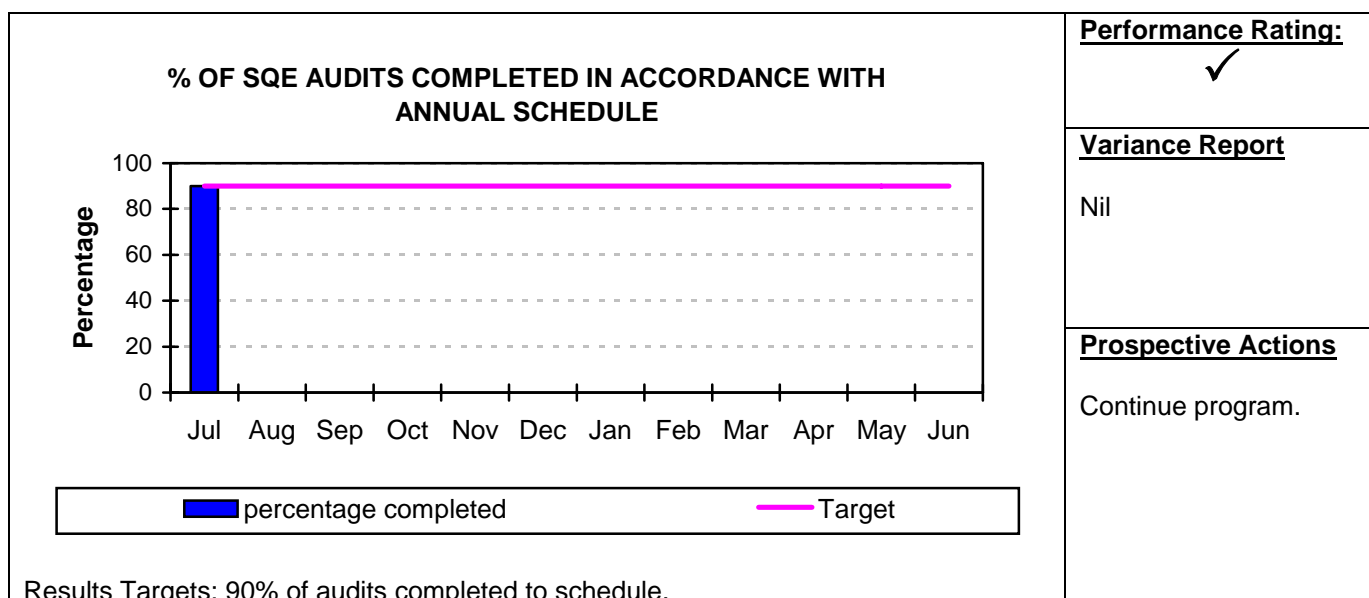 % OF SQE AUDITS COMPLETED IN ACCORDANCE WITH
ANNUAL SCHEDULE
Percentage
100
80
60
40
20
0
Jul Aug Sep Oct Nov Dec Jan Feb Mar Apr May Jun
percentage completed Target
Results Targets: 90% of audits completed to schedule.
Performance Rating:
✓
Variance Report
Nil
Prospective Actions
Continue program.